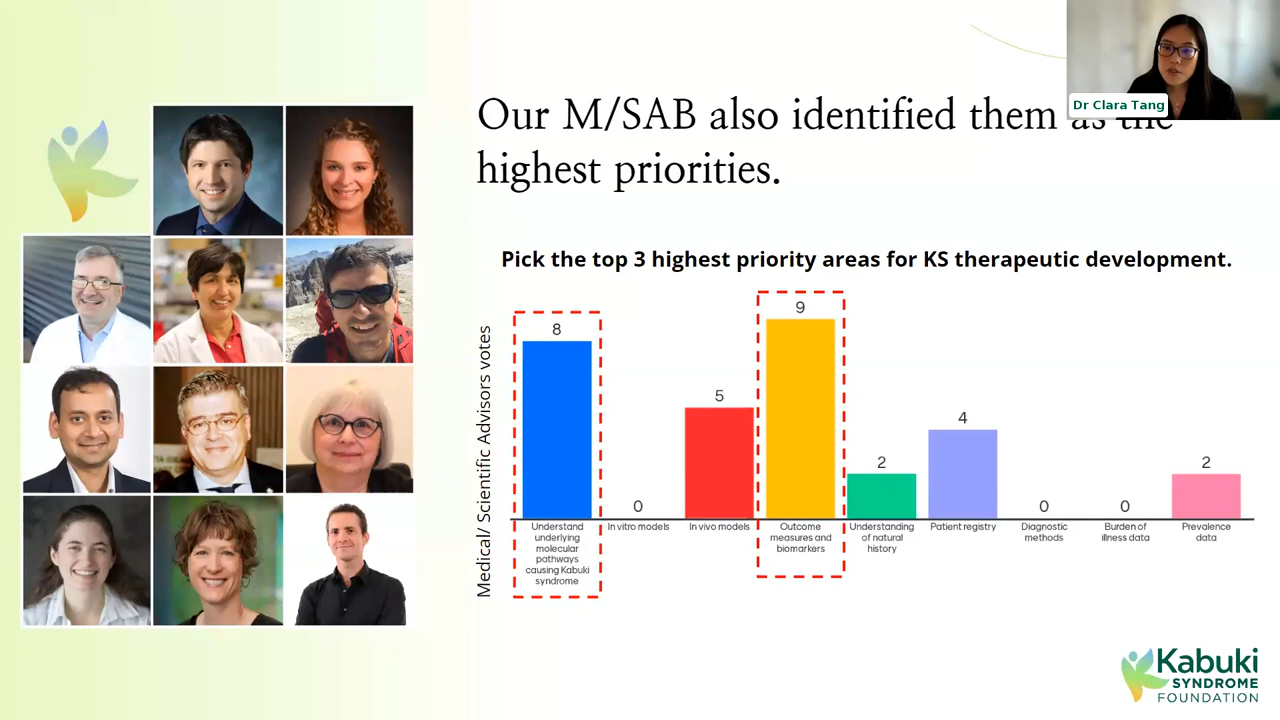 Dr Clara Tang
Our M/SAB also identified them as the
highest priorities.
Pick the top 3 highest priority areas for KS therapeutic development.
Medical/ Scientific Advisors votes
8
0
5
9
2
4
0
0
2
Understand
underlying
molecular
pathways
causing Kabuki
syndrome
In vitro models
In vivo models
Outcome
measures and
biomarkers
Understanding
of natural
history
Patient registry
Diagnostic
methods
Burden of
illness data
Prevalence
data
Kabuki
SYNDROME
FOUNDATION